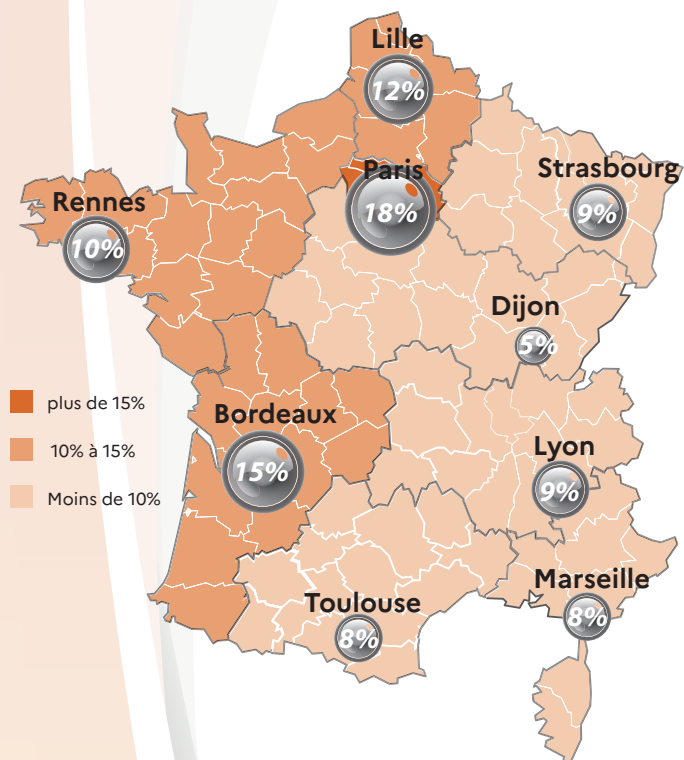 Lille
12%
Paris
18%
Strasbourg
9%
Rennes
10%
Dijon
5%
plus de 15%
10% à 15%
Moins de 10%
Bordeaux
15%
Lyon
9%
Marseille
8%
Toulouse
8%